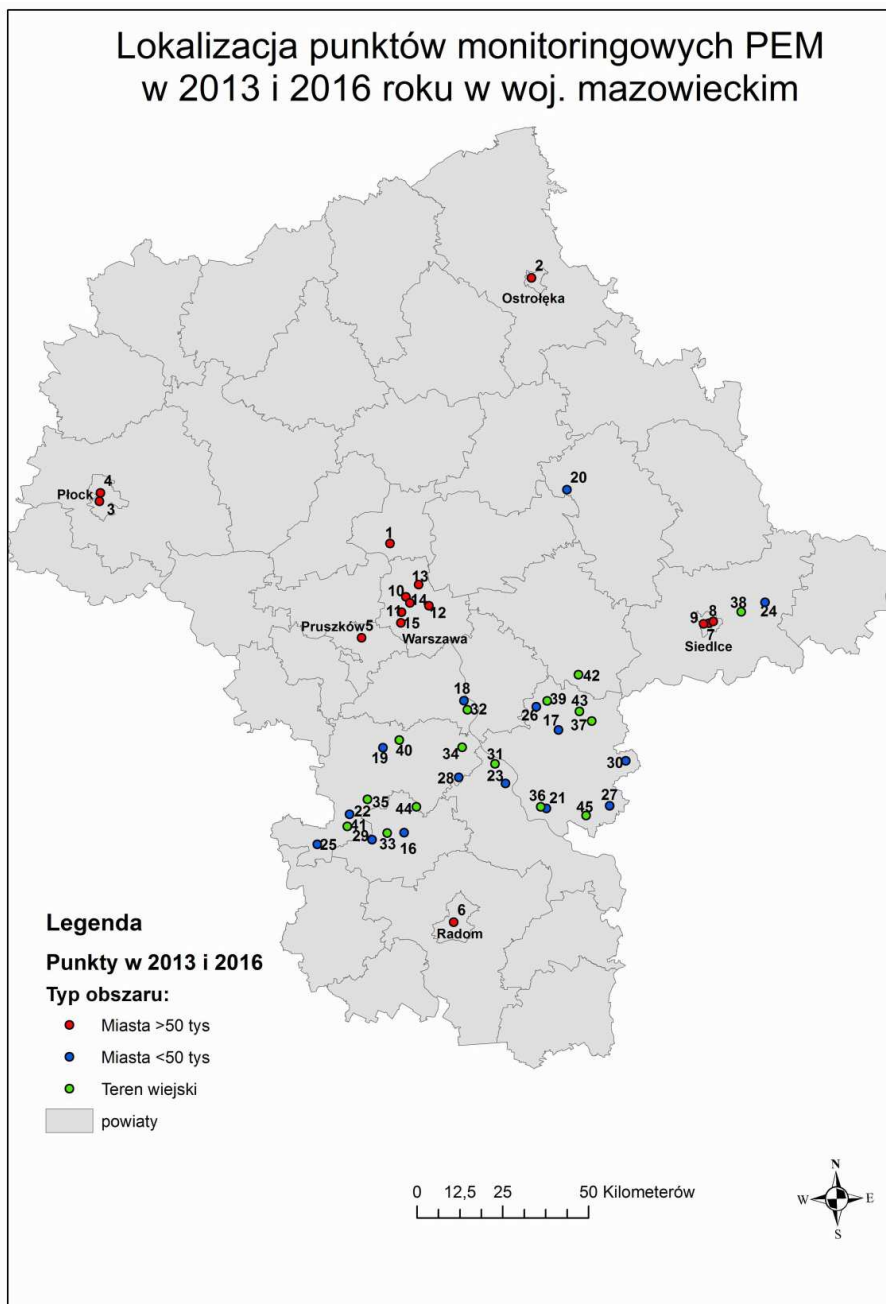 Lokalizacja punktów monitoringowych PEM
w 2013 i 2016 roku w woj. mazowieckim
2
Ostrołęka
4
Płock
3
20
1
13
10
14
11
12
15
Pruszków 5
Warszawa
38
24
8
9
7
Siedlce
42
18
32
39
43
26
17
37
19
40
34
31
30
28
23
35
44
36
21
27
45
22
41
29
25
33
16
6
Radom
Legenda
Punkty w 2013 i 2016
Typ obszaru:
Miasta >50 tys
Miasta <50 tys
Teren wiejski
powiaty
0 12,5 25 50 Kilometerów
N
W E
S